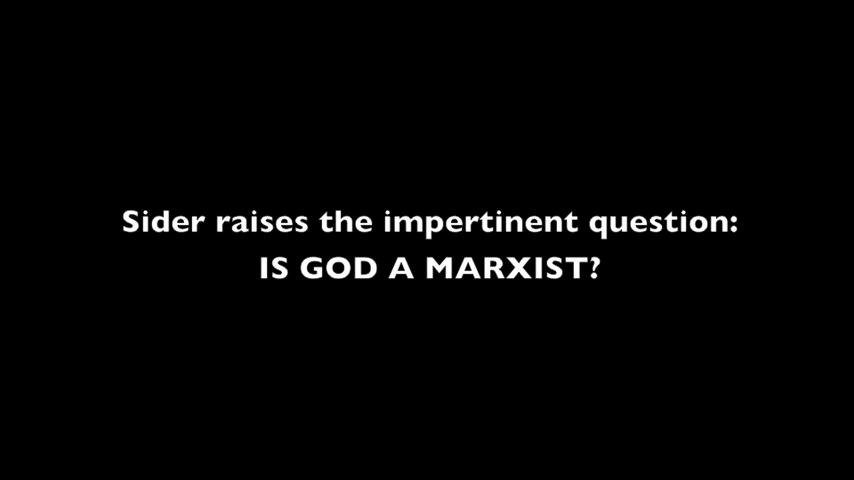 Sider raises the impertinent question:
IS GOD A MARXIST?